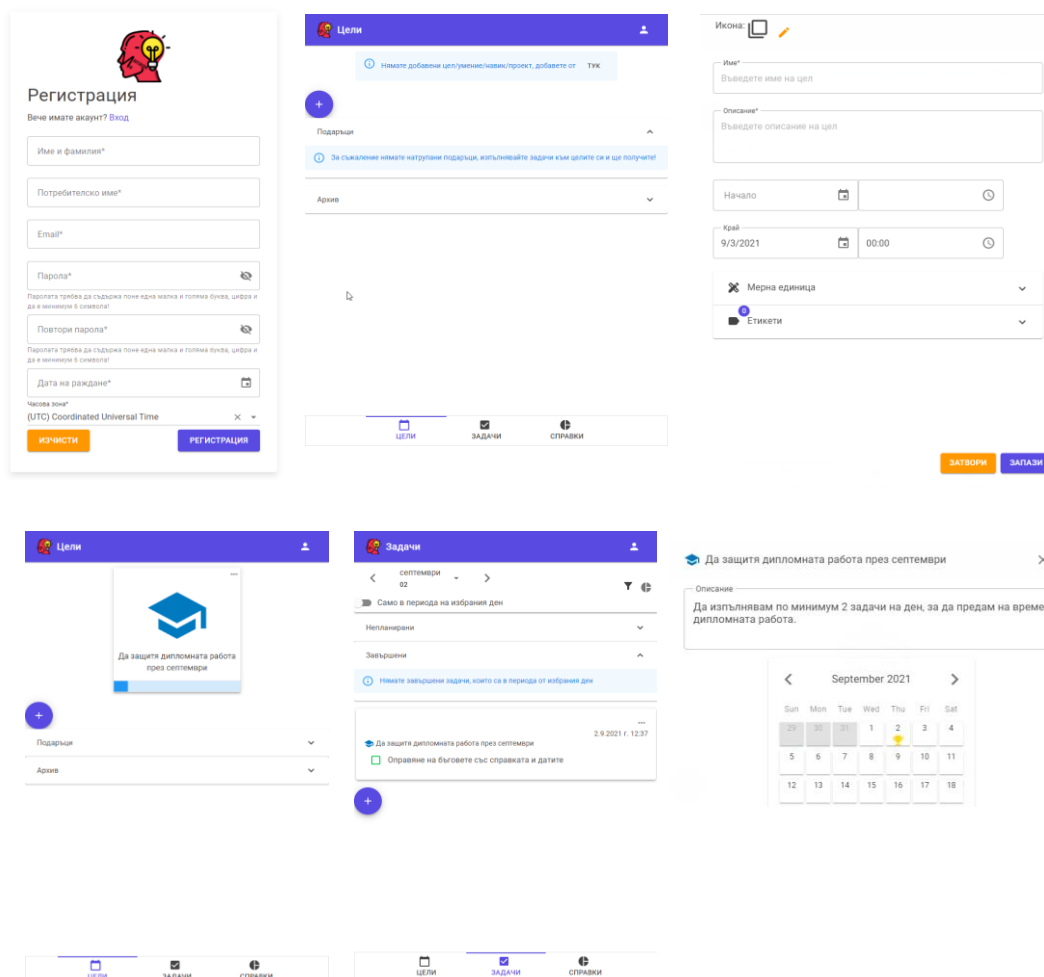 Регистрация
Вече имате акаунт? Вход
Име и фамилия*
Потребителско име*
Email*
Парола*
Паролата трябва да съдържа поне една малка и голяма буква, цифра и
да е минимум 6 символа!
Повтори парола*
Паролата трябва да съдържа поне една малка и голяма буква, цифра и
да е минимум 6 символа!
Дата на раждане*
Часова зона*
(UTC) Coordinated Universal Time
ИЗЧИСТИ РЕГИСТРАЦИЯ
Цели
Нямате добавени цел/умение/навик/проект, добавете от ТУК
+
Подаръци
За съжаление нямате натрупани подаръци, изпълнявайте задачи към целите си и ще получите!
Архив
ЦЕЛИ ЗАДАЧИ СПРАВКИ
Икона:
Име*
Въведете име на цел
Описание*
Въведете описание на цел
Начало
Край
9/3/2021 00:00
Мерна единица
0
Етикети
ЗАТВОРИ ЗАПАЗИ
Цели
Да защитя дипломната работа
през септември
+
Подаръци
Архив
ЦЕЛИ ЗАДАЧИ СПРАВКИ
Задачи
септември
02
Само в периода на избрания ден
Непланирани
Завършени
Нямате завършени задачи, които са в периода от избрания ден
2.9.2021 г. 12:37
Да защитя дипломната работа през септември
Оправяне на бъговете със справката и датите
+
ЦЕЛИ ЗАДАЧИ СПРАВКИ
Да защитя дипломната работа през септември
Описание
Да изпълнявам по минимум 2 задачи на ден, за да предам на време
дипломната работа.
September 2021
Sun Mon Tue Wed Thu Fri Sat
29 30 31 1 2 3 4
5 6 7 8 9 10 11
12 13 14 15 16 17 18